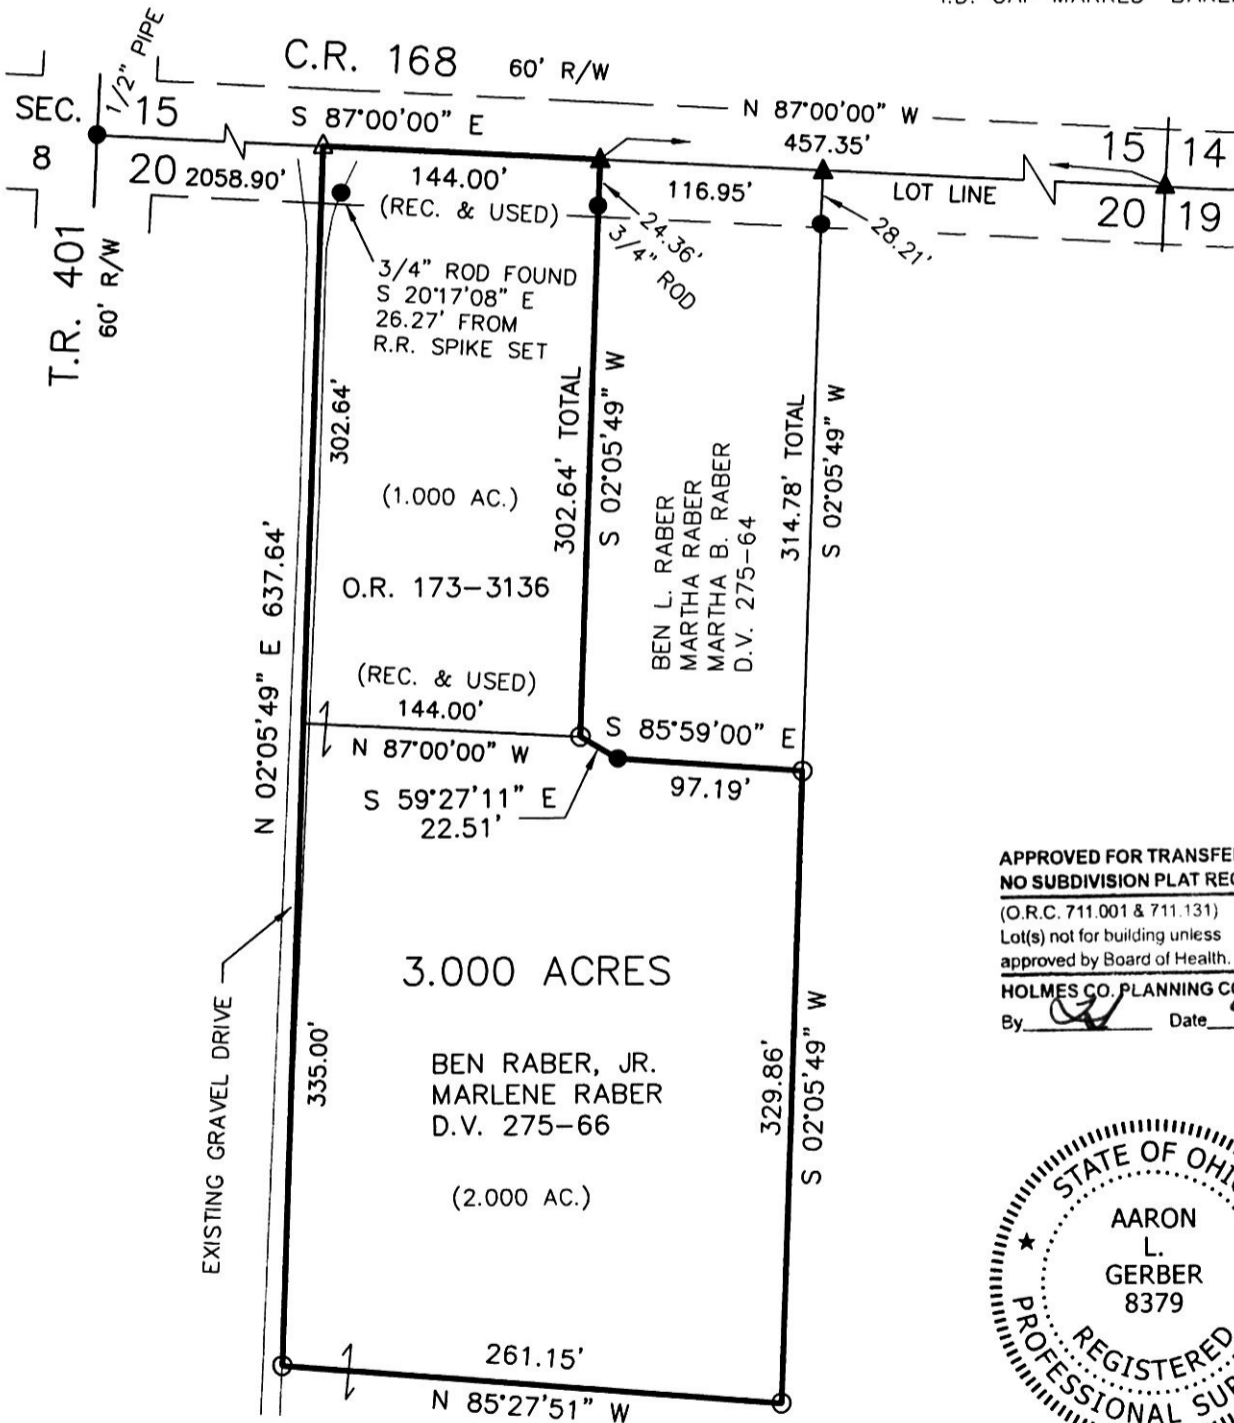 C.R. 168 60' R/W
1/2" PIPE
SEC. 15
8 20
S 87°00'00" E
N 87°00'00" W
457.35'
15 14
20 19
2058.90'
144.00'
(REC. & USED)
116.95'
LOT LINE
24.36'
3/4" ROD
28.21'
T.R. 401
60' R/W
3/4" ROD FOUND
S 20°17'08" E
26.27' FROM
R.R. SPIKE SET
302.64'
302.64' TOTAL
S 02°05'49" W
314.78' TOTAL
S 02°05'49" W
(1.000 AC.)
O.R. 173-3136
BEN L. RABER
MARTHA RABER
MARTHA B. RABER
D.V. 275-64
N 02°05'49" E 637.64'
(REC. & USED)
144.00'
N 87°00'00" W
S 85°59'00" E
97.19'
S 59°27'11" E
22.51'
3.000 ACRES
BEN RABER, JR.
MARLENE RABER
D.V. 275-66
(2.000 AC.)
EXISTING GRAVEL DRIVE
335.00'
329.86'
S 02°05'49" W
261.15'
N 85°27'51" W
APPROVED FOR TRANSFE
NO SUBDIVISION PLAT REQ
(O.R.C. 711.001 & 711.131)
Lot(s) not for building unless
approved by Board of Health.
HOLMES CO. PLANNING CO
By Date
STATE OF OHI
AARON
L.
GERBER
8379
REGISTERED
PROFESSIONAL SUR